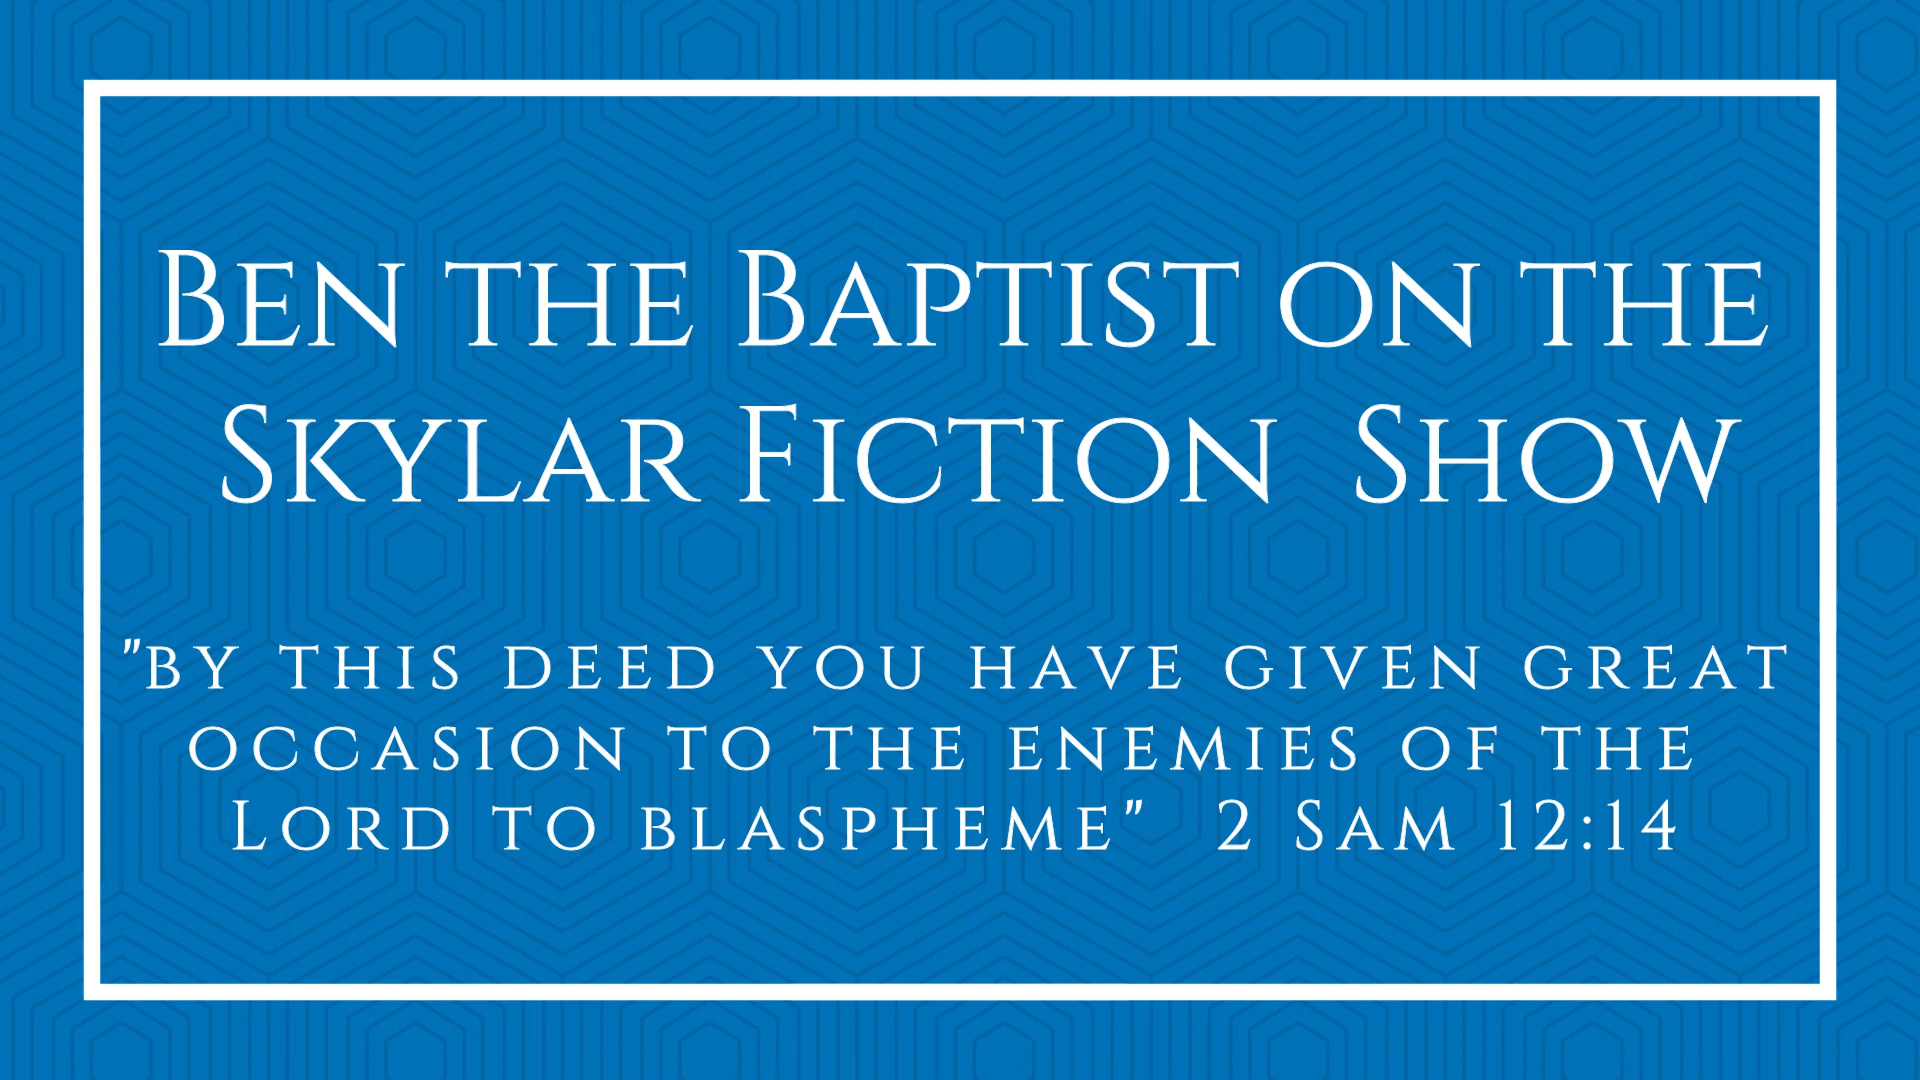 Ben the Baptist on the
Skylar Fiction Show
"by this deed you have given great
occasion to the enemies of the
Lord to blaspheme" 2 Sam 12:14